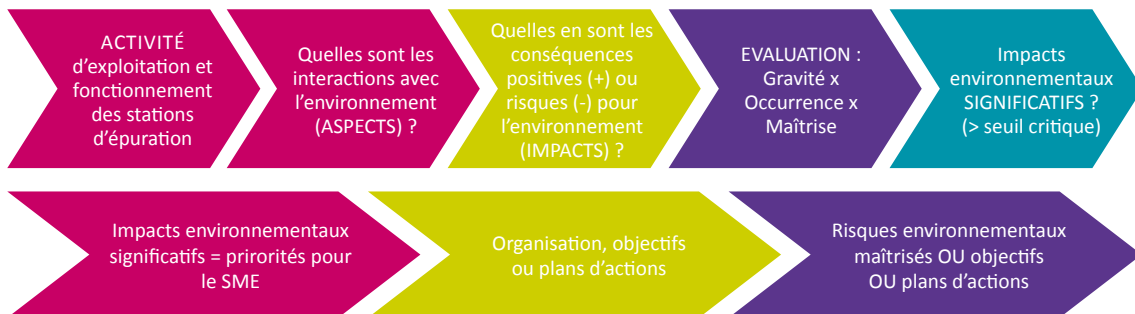 ACTIVITÉ
d'exploitation et
fonctionnement
des stations
d'épuration
Quelles sont les
interactions avec
l'environnement
(ASPECTS) ?
Quelles en sont les
conséquences
positives (+) ou
risques (-) pour
l'environnement
(IMPACTS) ?
EVALUATION :
Gravité x
Occurrence x
Maîtrise
Impacts
environnementaux
SIGNIFICATIFS ?
(> seuil critique)
Impacts environnementaux
significatifs = prirorités pour
le SME
Organisation, objectifs
ou plans d'actions
Risques environnementaux
maîtrisés OU objectifs
OU plans d'actions